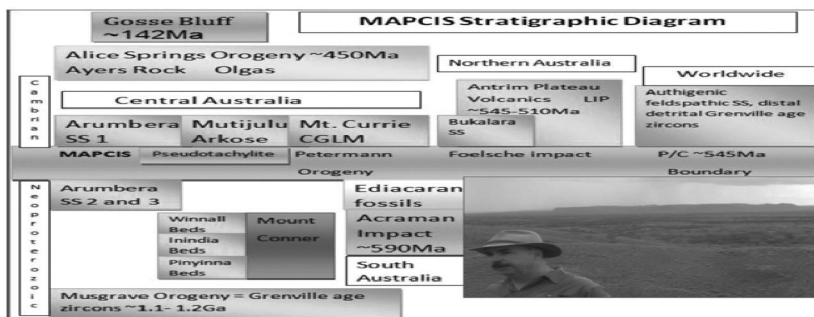 Gosse Bluff
~142Ma
MAPCIS Stratigraphic Diagram
Alice Springs Orogeny ~450Ma
Ayers Rock Olgas
Northern Australia
Worldwide
Cambrian
Central Australia
Antrim Plateau
Volcanics LIP
~545-510Ma
Authigenic
feldspathic SS, distal
detrital Grenville age
zircons
Arumbera
SS 1
Mutijulu
Arkose
Mt. Currie
CGLM
Bukalara
SS
MAPCIS
Pseudotachylite
Petermann
Orogeny
Foelsche impact
P/C ~545Ma
Boundary
Neoproterozoic
Arumbera
SS 2 and 3
Ediacaran
fossils
Winnall
Beds
Inindia
Beds
Pinyinna
Beds
Mount
Conner
Acraman
Impact
~590Ma
South
Australia
Musgrave Orogeny = Grenville age
zircons ~1.1- 1.2Ga